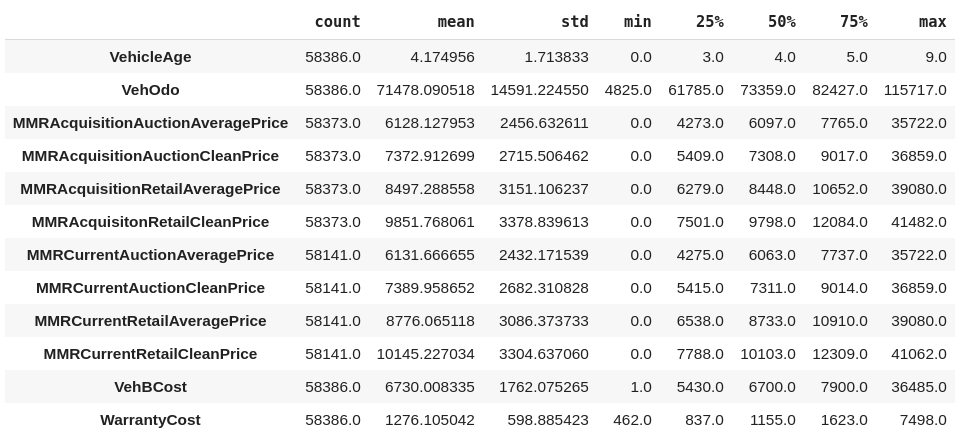 count mean std min 25% 50% 75% max
VehicleAge 58386.0 4.174956 1.713833 0.0 3.0 4.0 5.0 9.0
VehOdo 58386.0 71478.090518 14591.224550 4825.0 61785.0 73359.0 82427.0 115717.0
MMRAcquisitionAuctionAveragePrice 58373.0 6128.127953 2456.632611 0.0 4273.0 6097.0 7765.0 35722.0
MMRAcquisitionAuctionCleanPrice 58373.0 7372.912699 2715.506462 0.0 5409.0 7308.0 9017.0 36859.0
MMRAcquisitionRetailAveragePrice 58373.0 8497.288558 3151.106237 0.0 6279.0 8448.0 10652.0 39080.0
MMRAcquisitonRetailCleanPrice 58373.0 9851.768061 3378.839613 0.0 7501.0 9798.0 12084.0 41482.0
MMRCurrentAuctionAveragePrice 58141.0 6131.666655 2432.171539 0.0 4275.0 6063.0 7737.0 35722.0
MMRCurrentAuctionCleanPrice 58141.0 7389.958652 2682.310828 0.0 5415.0 7311.0 9014.0 36859.0
MMRCurrentRetailAveragePrice 58141.0 8776.065118 3086.373733 0.0 6538.0 8733.0 10910.0 39080.0
MMRCurrentRetailCleanPrice 58141.0 10145.227034 3304.637060 0.0 7788.0 10103.0 12309.0 41062.0
VehBCost 58386.0 6730.008335 1762.075265 1.0 5430.0 6700.0 7900.0 36485.0
WarrantyCost 58386.0 1276.105042 598.885423 462.0 837.0 1155.0 1623.0 7498.0